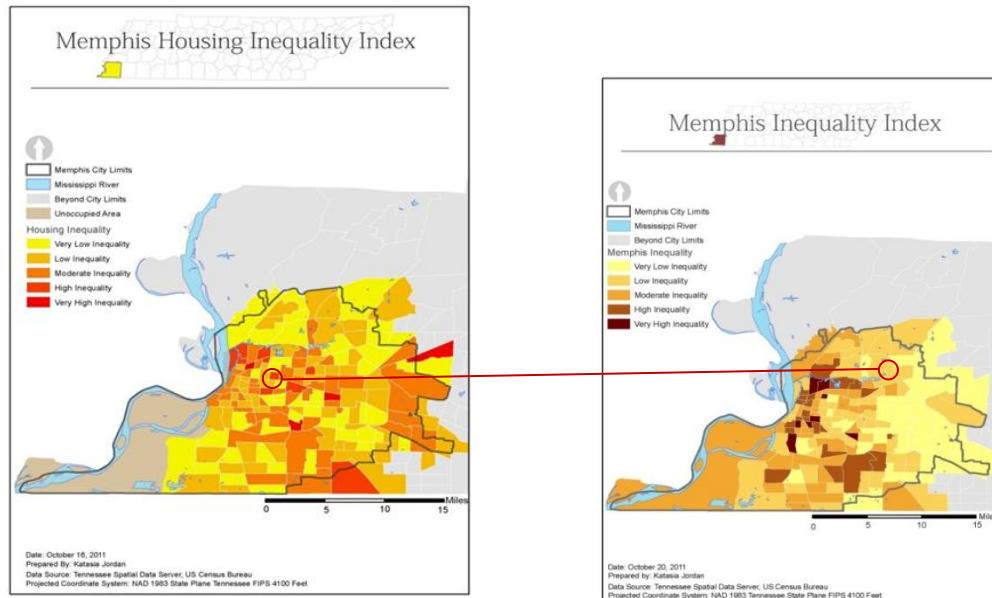 Memphis Housing Inequality Index
Memphis City Limits
Mississippi River
Beyond City Limits
Unoccupied Area
Housing Inequality
Very Low Inequality
Low Inequality
Moderate Inequality
High Inequality
Very High Inequality
Miles
0 5 10 15
Date: October 16, 2011
Prepared By: Katasia Jordan
Data Source: Tennessee Spatial Data Server, US Census Bureau
Projected Coordinate System: NAD 1983 State Plane Tennessee FIPS 4100 Feet
Memphis Inequality Index
Memphis City Limits
Mississippi River
Beyond City Limits
Memphis Inequality
Very Low Inequality
Low Inequality
Moderate Inequality
High Inequality
Very High Inequality
Mile
0 5 10 15
Date: October 20, 2011
Prepared by: Katasia Jordan
Data Source: Tennessee Spatial Data Server, US Census Bureau
Projected Coordinate System: NAD 1983 Tennessee State Plane FIPS 4100 Feet